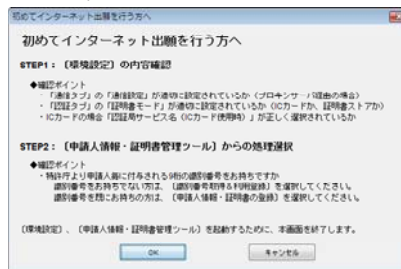 初めてインターネット出願を行う方へ
初めてインターネット出願を行う方へ
STEP1：〔環境設定〕の内容確認
◆確認ポイント
・「通信タブ」の「通信設定」が適切に設定されているか（プロキシサーバ経由の場合）
・「認証タブ」の「証明書モード」が適切に設定されているか（ICカードか、証明書ストアか）
・ICカードの場合「認証局サービス名（ICカード使用時）」が正しく選択されているか
STEP2：〔申請人情報・証明書管理ツール〕からの処理選択
◆確認ポイント
・特許庁より申請人毎に付与される9桁の識別番号をお持ちですか
識別番号をお持ちでない方は、〔識別番号取得＆利用登録〕を選択してください。
識別番号を既にお持ちの方は、〔申請人情報・証明書の登録〕を選択してください。
〔環境設定〕、〔申請人情報・証明書管理ツール〕を起動するために、本画面を終了します。
OK
キャンセル